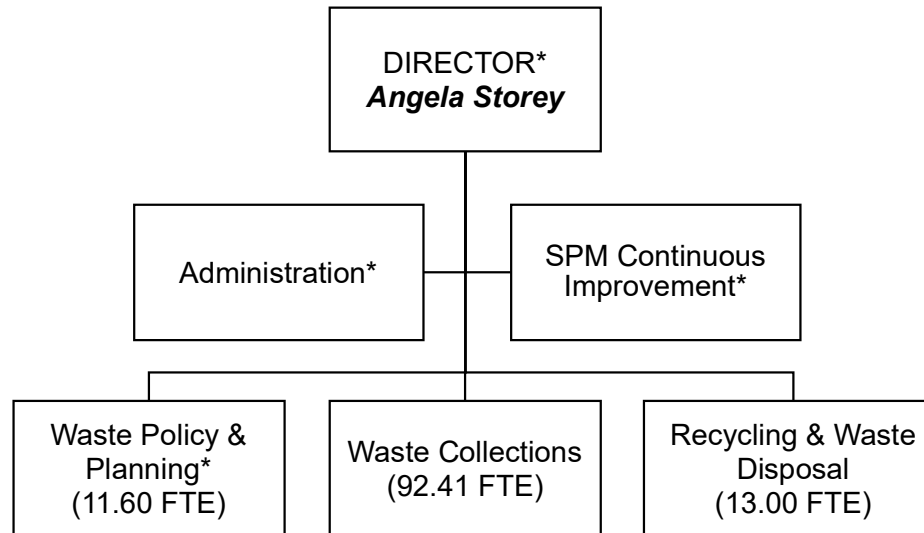 DIRECTOR*
Angela Storey
Administration*
SPM Continuous
Improvement*
Waste Policy &
Planning*
(11.60 FTE)
Waste Collections
(92.41 FTE)
Recycling & Waste
Disposal
(13.00 FTE)